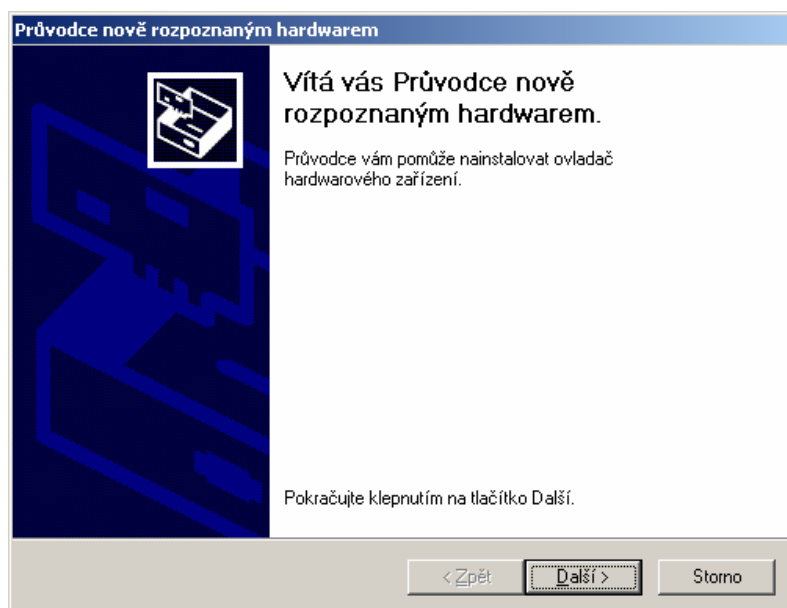 Průvodce nově rozpoznaným hardwarem
Vítá vás Průvodce nově
rozpoznaným hardwarem.
Průvodce vám pomůže nainstalovat ovladač
hardwarového zařízení.
Pokračujte klepnutím na tlačítko Další.
< Zpět Další > Storno